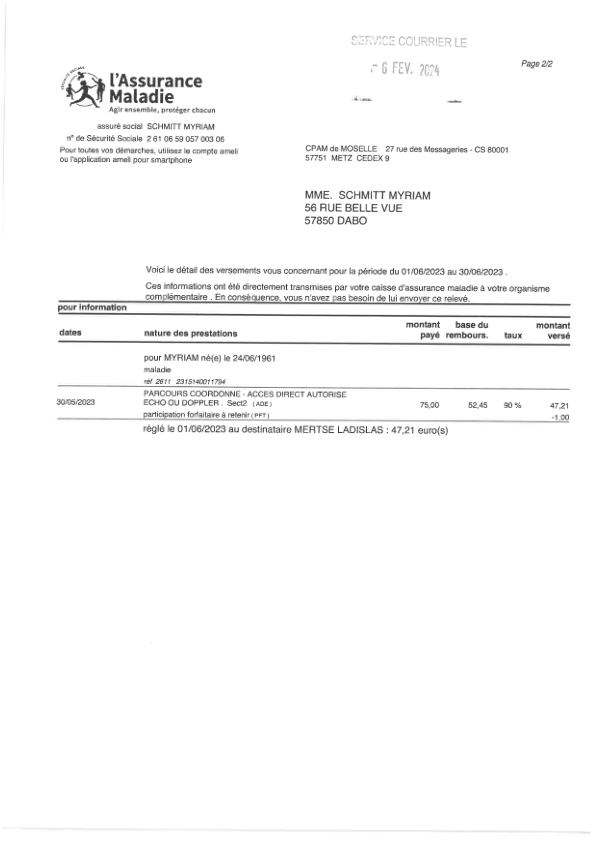 SERVICE COURRIER LE
6 FEV. 2024
Page 2/2
l'Assurance
Maladie
Agir ensemble, protéger chacun
assuré social SCHMITT MYRIAM
n° de Sécurité Sociale 2 61 06 59 057 003 06
Pour toutes vos démarches, utilisez le compte ameli
ou l'application ameli pour smartphone
CPAM de MOSELLE 27 rue des Messageries - CS 80001
57751 METZ CEDEX 9
MME. SCHMITT MYRIAM
56 RUE BELLE VUE
57850 DABO
Voici le détail des versements vous concernant pour la période du 01/06/2023 au 30/06/2023 .
Ces informations ont été directement transmises par votre caisse d'assurance maladie à votre organisme
complémentaire . En conséquence, vous n'avez pas besoin de lui envoyer ce relevé.
pour information
dates nature des prestations montant payé base du rembours. taux montant versé
pour MYRIAM né(e) le 24/06/1961
maladie
réf 2611 2315140011794
PARCOURS COORDONNE - ACCES DIRECT AUTORISE
30/05/2023 ECHO OU DOPPLER . Sect2 (ADE) 75,00 52,45 90 % 47,21
participation forfaitaire à retenir (PFT) -1.00
réglé le 01/06/2023 au destinataire MERTSE LADISLAS : 47,21 euro(s)